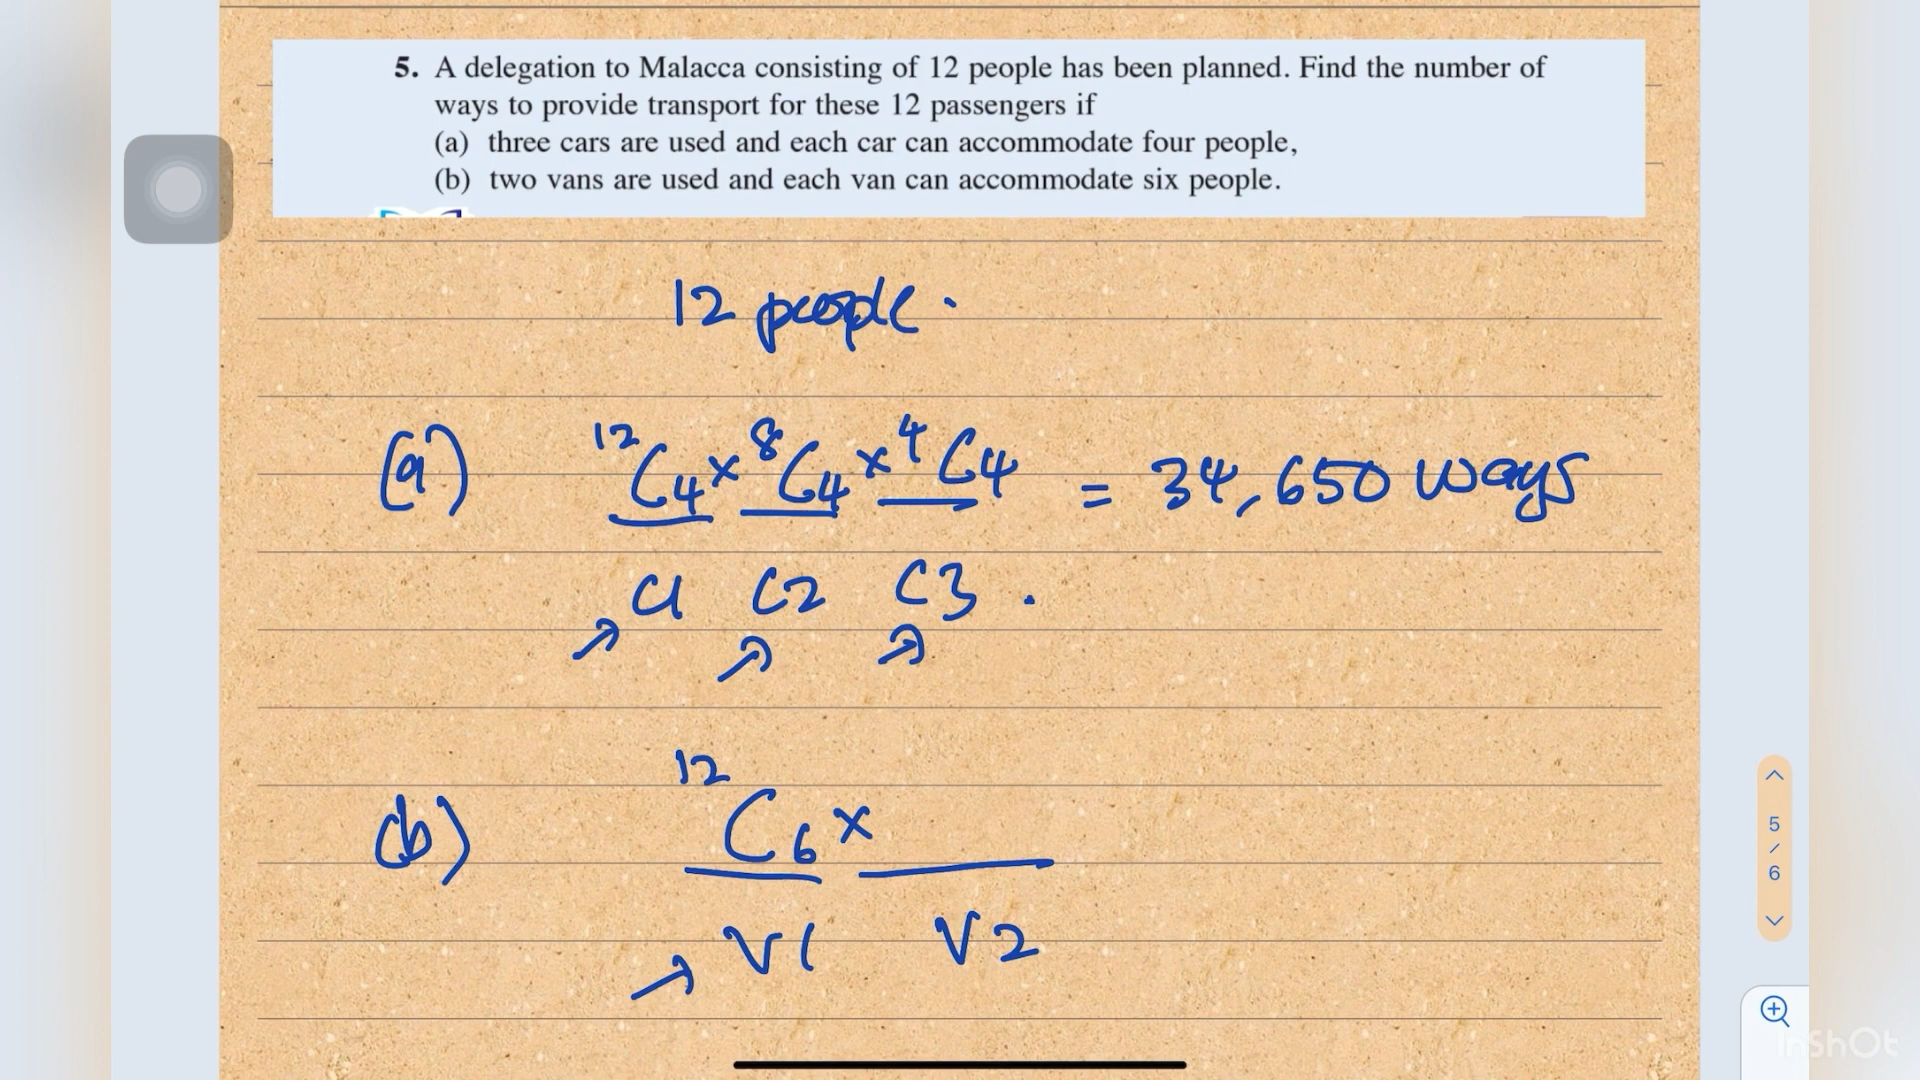 5. A delegation to Malacca consisting of 12 people has been planned. Find the number of
ways to provide transport for these 12 passengers if
(a) three cars are used and each car can accommodate four people,
(b) two vans are used and each van can accommodate six people.
12 people.
(a) ¹²C₄ × ⁸C₄ × ⁴C₄ = 34,650 ways
C1 C2 C3.
(b) ¹²C₆ ×
V1 V2
5
/
6
InShOt